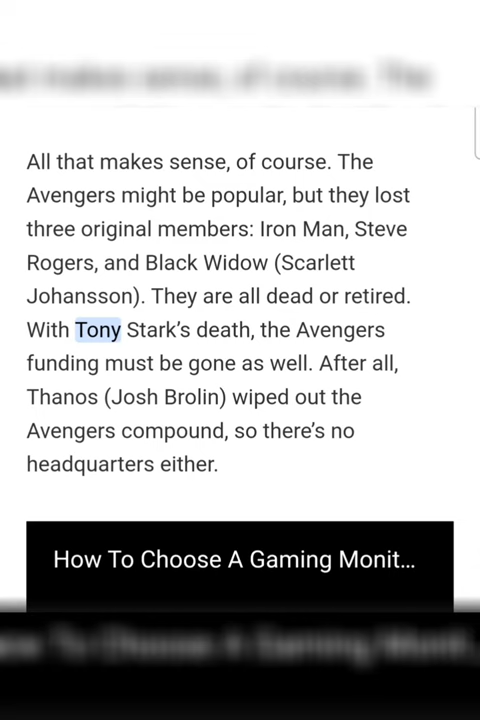 All that makes sense, of course. The
Avengers might be popular, but they lost
three original members: Iron Man, Steve
Rogers, and Black Widow (Scarlett
Johansson). They are all dead or retired.
With Tony Stark’s death, the Avengers
funding must be gone as well. After all,
Thanos (Josh Brolin) wiped out the
Avengers compound, so there’s no
headquarters either.
How To Choose A Gaming Monit...